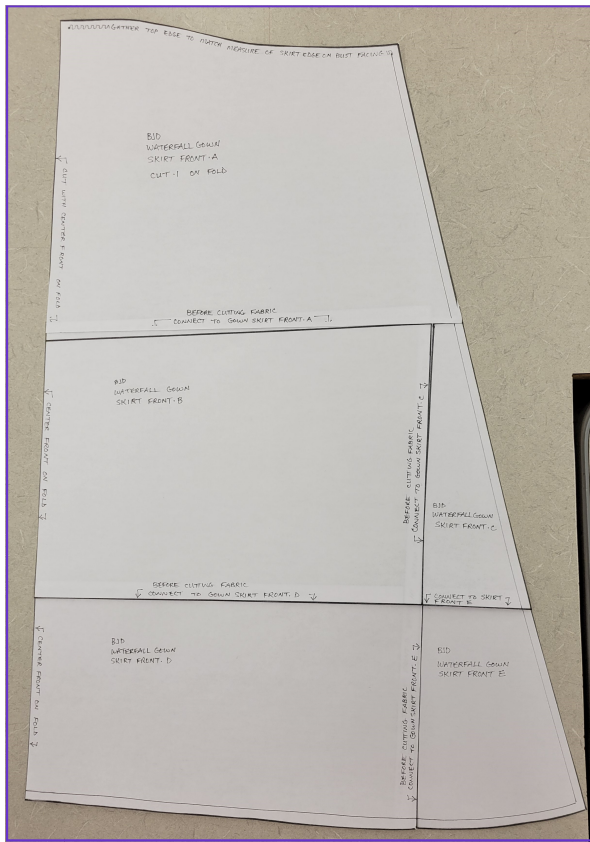 GATHER TOP EDGE TO MATCH MEASURE OF SKIRT EDGE ON BUST FACING
BJD
WATERFALL GOWN
SKIRT FRONT-A
CUT-1 ON FOLD
CUT WITH CENTER FRONT ON FOLD
BEFORE CUTTING FABRIC
CONNECT TO GOWN SKIRT FRONT-A
BJD
WATERFALL GOWN
SKIRT FRONT-B
CENTER FRONT ON FOLD
BEFORE CUTTING FABRIC
CONNECT TO GOWN SKIRT FRONT-C
BJD
WATERFALL GOWN
SKIRT FRONT-C
BEFORE CUTTING FABRIC
CONNECT TO GOWN SKIRT FRONT-D
CONNECT TO SKIRT
FRONT E
CENTER FRONT ON FOLD
BJD
WATERFALL GOWN
SKIRT FRONT-D
BEFORE CUTTING FABRIC
CONNECT TO GOWN SKIRT FRONT-E
BJD
WATERFALL GOWN
SKIRT FRONT E